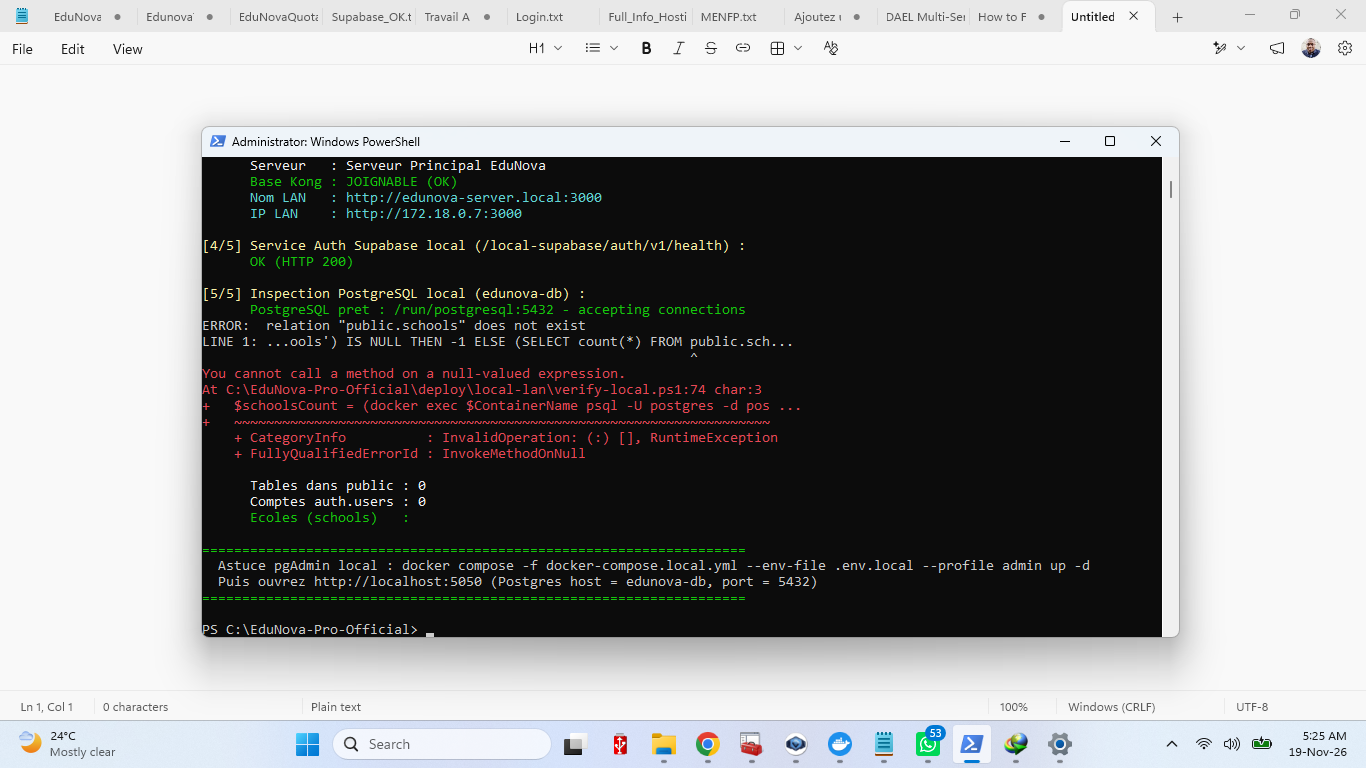 EduNova
Edunova
EduNovaQuota
Supabase_OK.t
Travail A
Login.txt
Full_Info_Hosti
MENFP.txt
Ajoutez u
DAEL Multi-Ser
How to F
Untitled
File
Edit
View
H1
B
I
S
Administrator: Windows PowerShell
Serveur : Serveur Principal EduNova
Base Kong : JOIGNABLE (OK)
Nom LAN : http://edunova-server.local:3000
IP LAN : http://172.18.0.7:3000
[4/5] Service Auth Supabase local (/local-supabase/auth/v1/health) :
OK (HTTP 200)
[5/5] Inspection PostgreSQL local (edunova-db) :
PostgreSQL pret : /run/postgresql:5432 - accepting connections
ERROR: relation "public.schools" does not exist
LINE 1: ...ools') IS NULL THEN -1 ELSE (SELECT count(*) FROM public.sch...
^
You cannot call a method on a null-valued expression.
At C:\EduNova-Pro-Official\deploy\local-lan\verify-local.ps1:74 char:3
+ $schoolsCount = (docker exec $ContainerName psql -U postgres -d pos ...
+ ~~~~~~~~~~~~~~~~~~~~~~~~~~~~~~~~~~~~~~~~~~~~~~~~~~~~~~~~~~~~~~~~~~~
+ CategoryInfo : InvalidOperation: (:) [], RuntimeException
+ FullyQualifiedErrorId : InvokeMethodOnNull
Tables dans public : 0
Comptes auth.users : 0
Ecoles (schools) :
====================================================================
Astuce pgAdmin local : docker compose -f docker-compose.local.yml --env-file .env.local --profile admin up -d
Puis ouvrez http://localhost:5050 (Postgres host = edunova-db, port = 5432)
====================================================================
PS C:\EduNova-Pro-Official>
Ln 1, Col 1
0 characters
Plain text
100%
Windows (CRLF)
UTF-8
24°C
Mostly clear
Search
53
5:25 AM
19-Nov-26